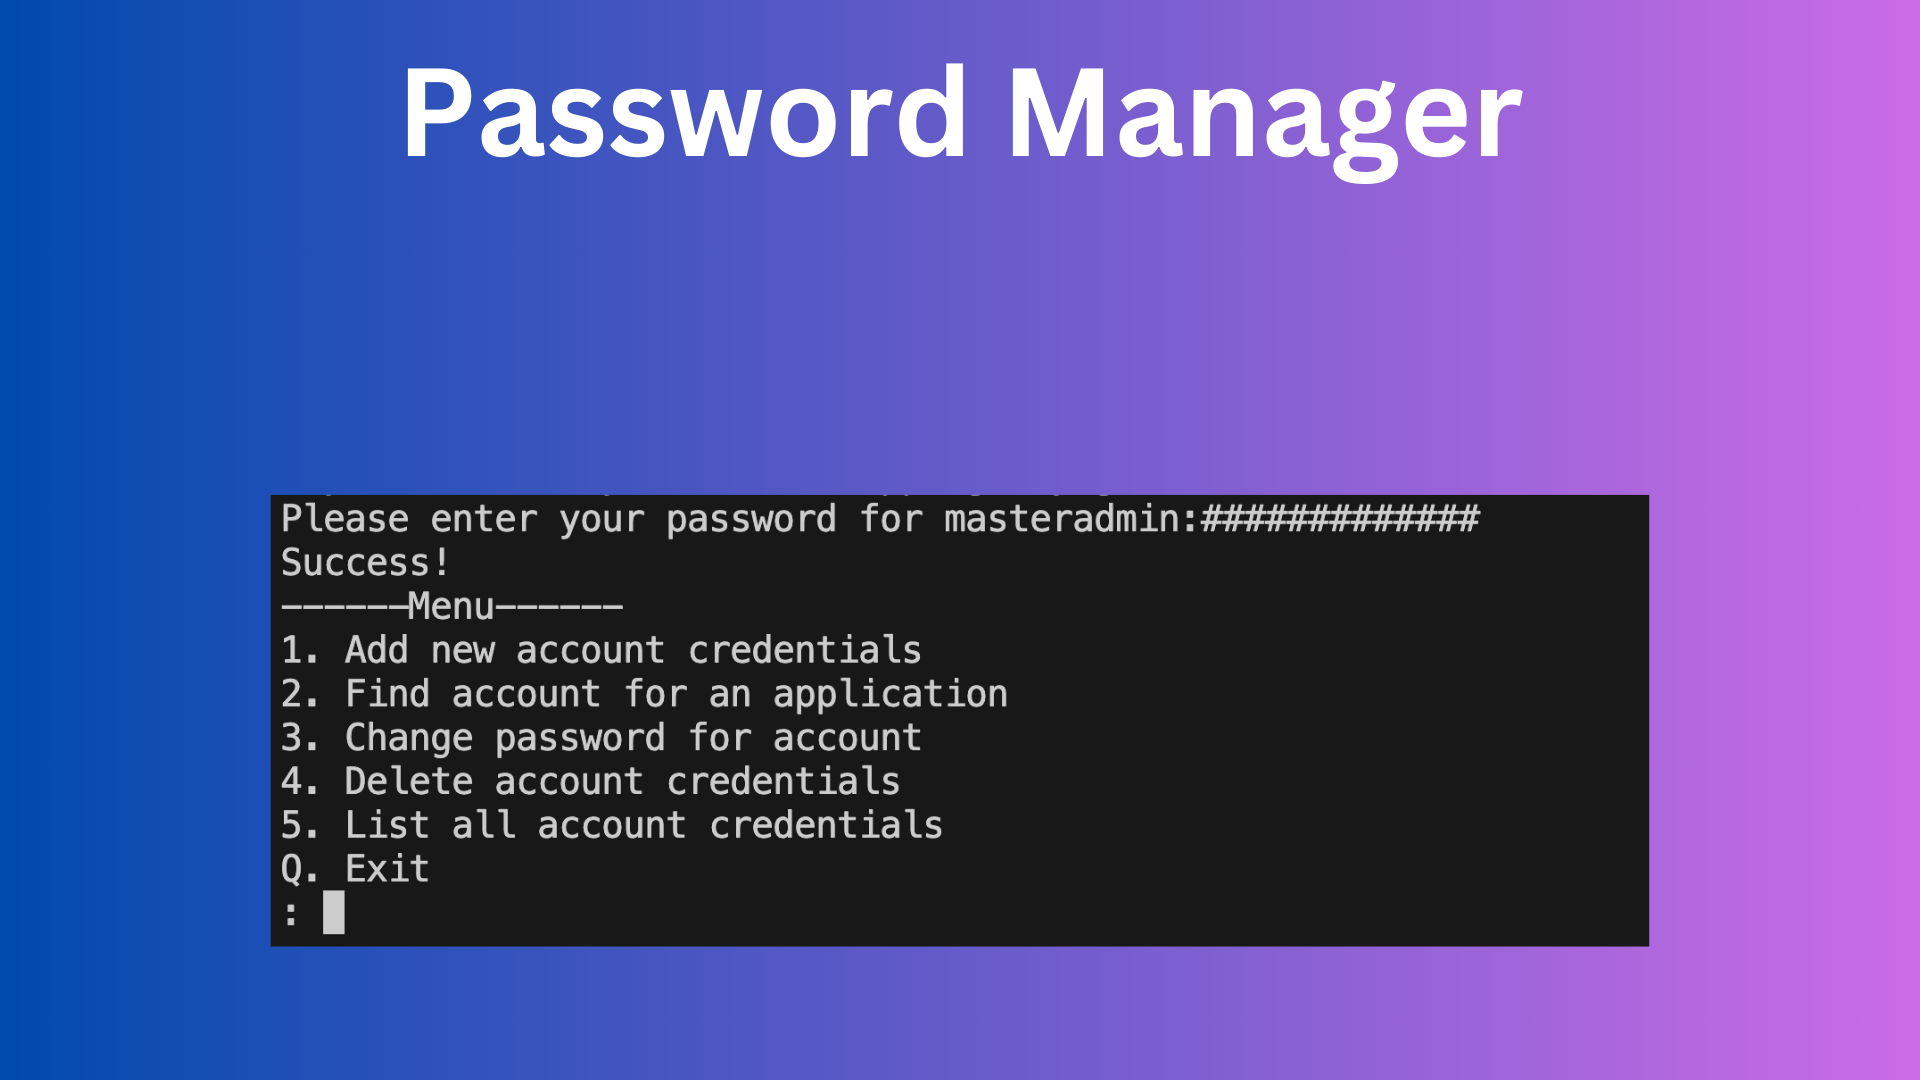 Password Manager
Please enter your password for masteradmin:#############
Success!
------Menu------
1. Add new account credentials
2. Find account for an application
3. Change password for account
4. Delete account credentials
5. List all account credentials
Q. Exit
: